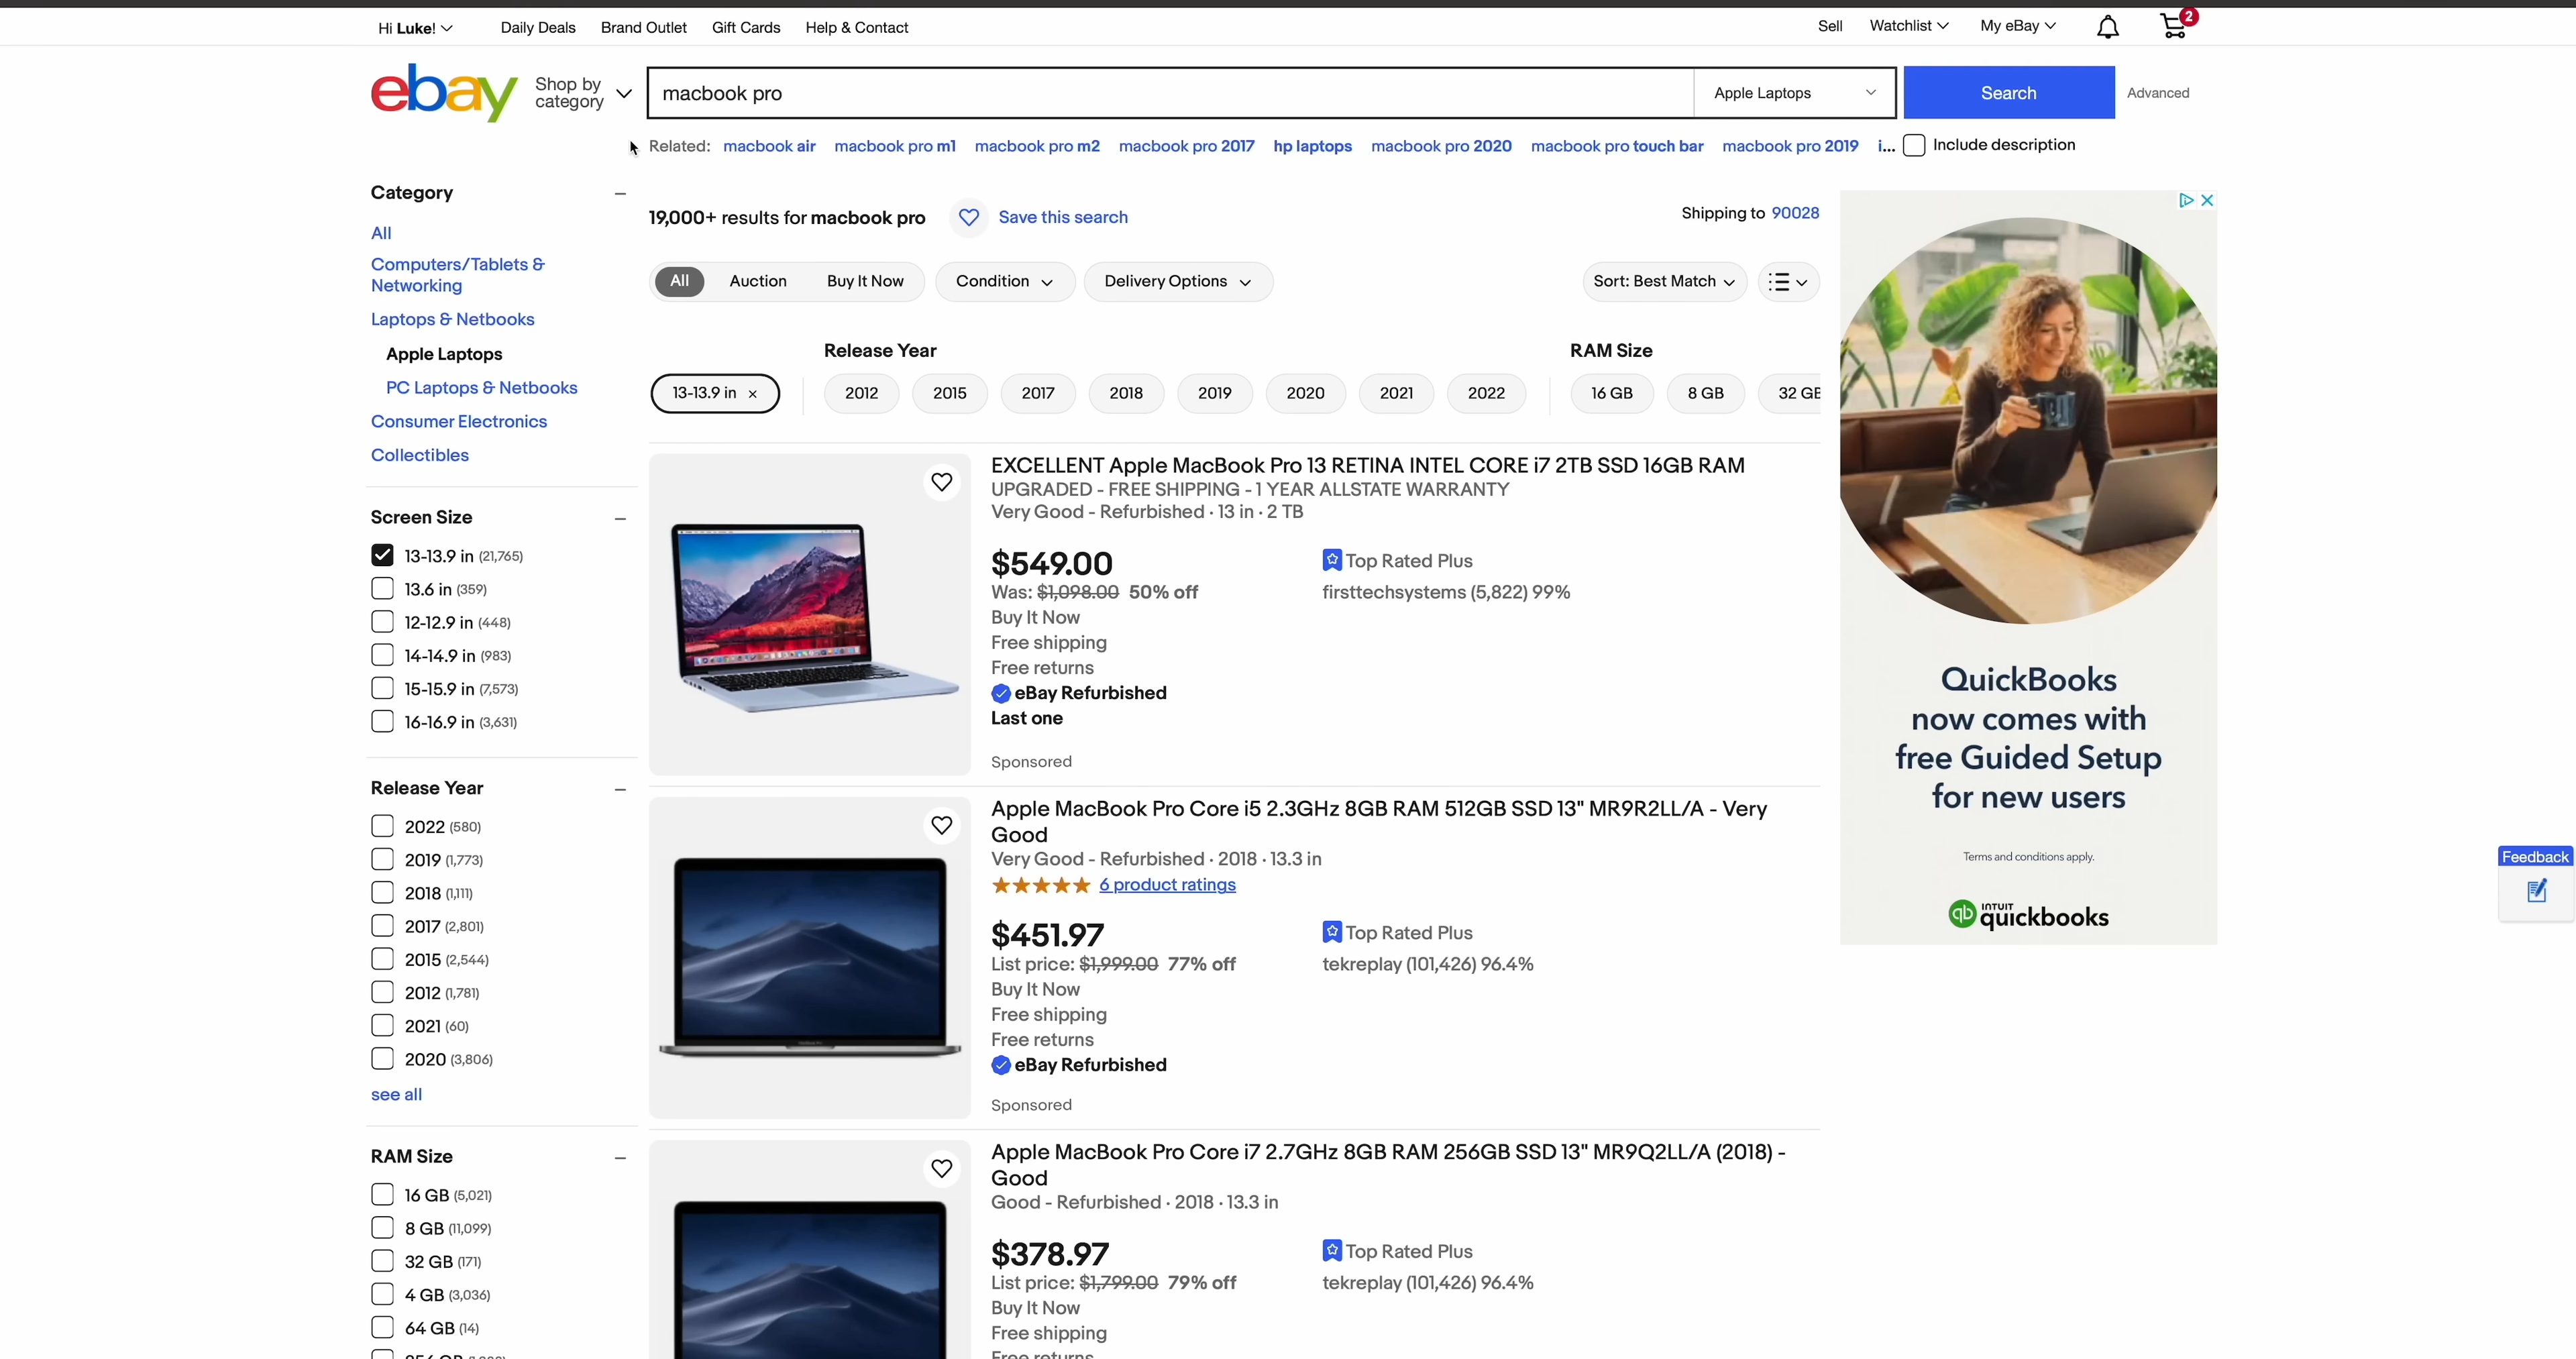 Hi Luke!
Daily Deals
Brand Outlet
Gift Cards
Help & Contact
Sell
Watchlist
My eBay
2
ebay
Shop by
category
macbook pro
Apple Laptops
Search
Advanced
Related: macbook air macbook pro m1 macbook pro m2 macbook pro 2017 hp laptops macbook pro 2020 macbook pro touch bar macbook pro 2019 i...
Include description
Category
All
Computers/Tablets &
Networking
Laptops & Netbooks
Apple Laptops
PC Laptops & Netbooks
Consumer Electronics
Collectibles
Screen Size
13-13.9 in (21,765)
13.6 in (359)
12-12.9 in (448)
14-14.9 in (983)
15-15.9 in (7,573)
16-16.9 in (3,631)
Release Year
2022 (580)
2019 (1,773)
2018 (1,111)
2017 (2,801)
2015 (2,544)
2012 (1,781)
2021 (60)
2020 (3,806)
see all
RAM Size
16 GB (5,021)
8 GB (11,099)
32 GB (171)
4 GB (3,036)
64 GB (14)
19,000+ results for macbook pro
Save this search
Shipping to 90028
All
Auction
Buy It Now
Condition
Delivery Options
Sort: Best Match
Release Year
RAM Size
13-13.9 in
2012
2015
2017
2018
2019
2020
2021
2022
16 GB
8 GB
32 GB
EXCELLENT Apple MacBook Pro 13 RETINA INTEL CORE i7 2TB SSD 16GB RAM
UPGRADED - FREE SHIPPING - 1 YEAR ALLSTATE WARRANTY
Very Good - Refurbished · 13 in · 2 TB
$549.00
Was: $1,098.00 50% off
Buy It Now
Free shipping
Free returns
eBay Refurbished
Last one
Sponsored
Top Rated Plus
firsttechsystems (5,822) 99%
Apple MacBook Pro Core i5 2.3GHz 8GB RAM 512GB SSD 13" MR9R2LL/A - Very
Good
Very Good - Refurbished · 2018 · 13.3 in
6 product ratings
$451.97
List price: $1,999.00 77% off
Buy It Now
Free shipping
Free returns
eBay Refurbished
Sponsored
Top Rated Plus
tekreplay (101,426) 96.4%
Apple MacBook Pro Core i7 2.7GHz 8GB RAM 256GB SSD 13" MR9Q2LL/A (2018) -
Good
Good - Refurbished · 2018 · 13.3 in
$378.97
List price: $1,799.00 79% off
Buy It Now
Free shipping
Free returns
Top Rated Plus
tekreplay (101,426) 96.4%
QuickBooks
now comes with
free Guided Setup
for new users
Terms and conditions apply.
qb
INTUIT
quickbooks
Feedback